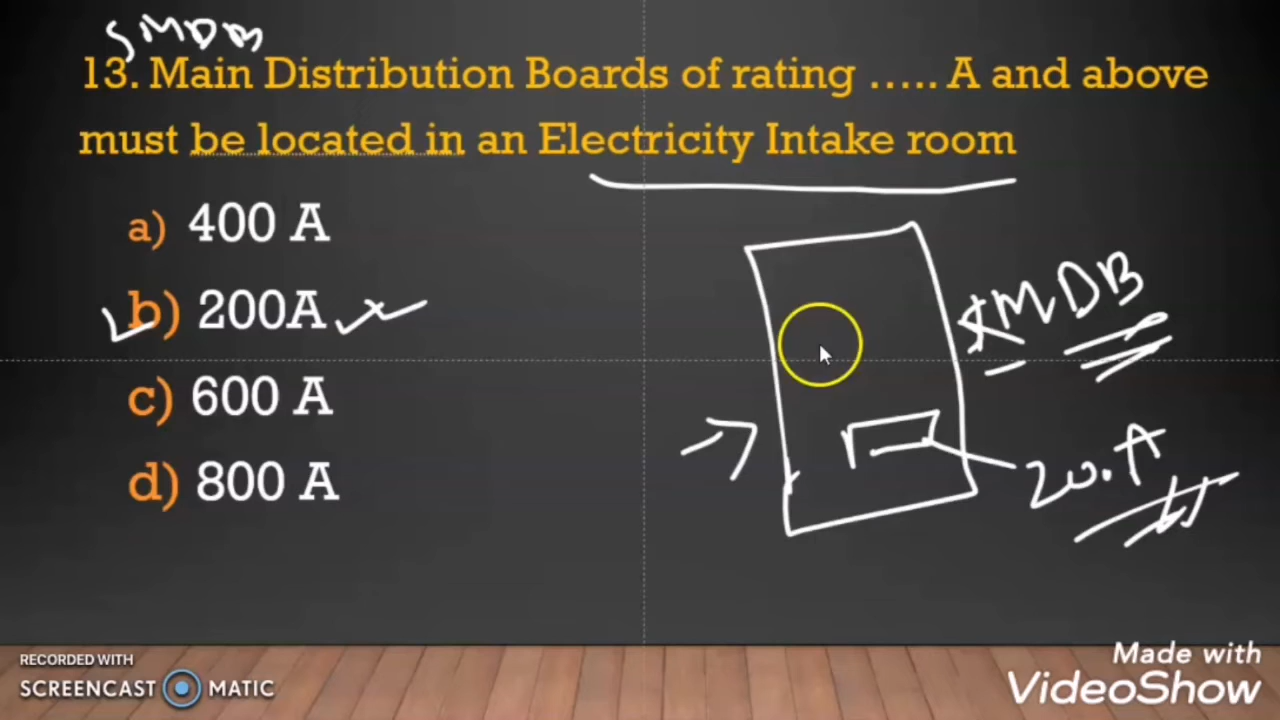 SMDB
13. Main Distribution Boards of rating ….. A and above
must be located in an Electricity Intake room
a) 400 A
b) 200A
c) 600 A
d) 800 A
MDB
20.A
RECORDED WITH
SCREENCAST MATIC
Made with
VideoShow